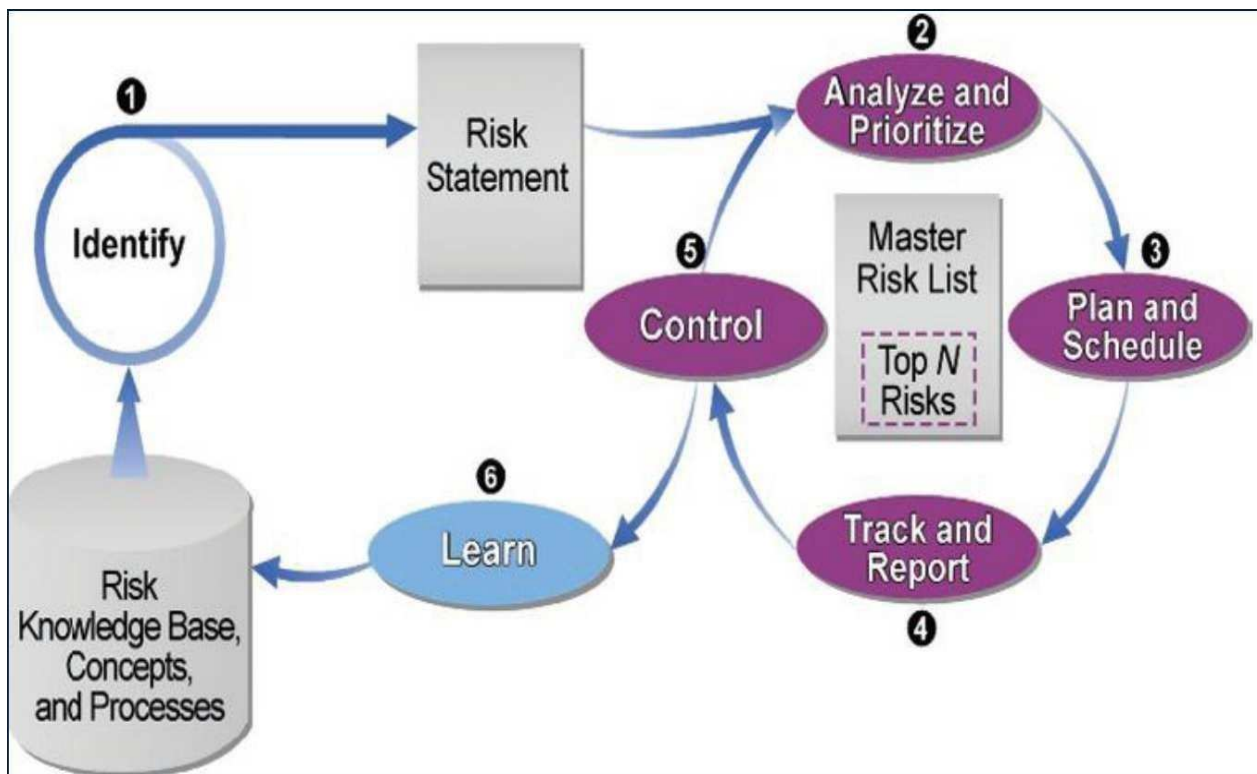 1
Identify
Risk
Statement
2
Analyze and
Prioritize
Master
Risk List
Top N
Risks
3
Plan and
Schedule
5
Control
4
Track and
Report
6
Learn
Risk
Knowledge Base,
Concepts,
and Processes